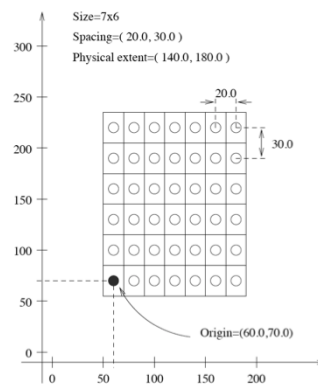 Size=7x6
Spacing=( 20.0, 30.0 )
Physical extent=( 140.0, 180.0 )
300
250
20.0
200
30.0
150
100
50
Origin=(60.0,70.0)
0
0 50 100 150 200